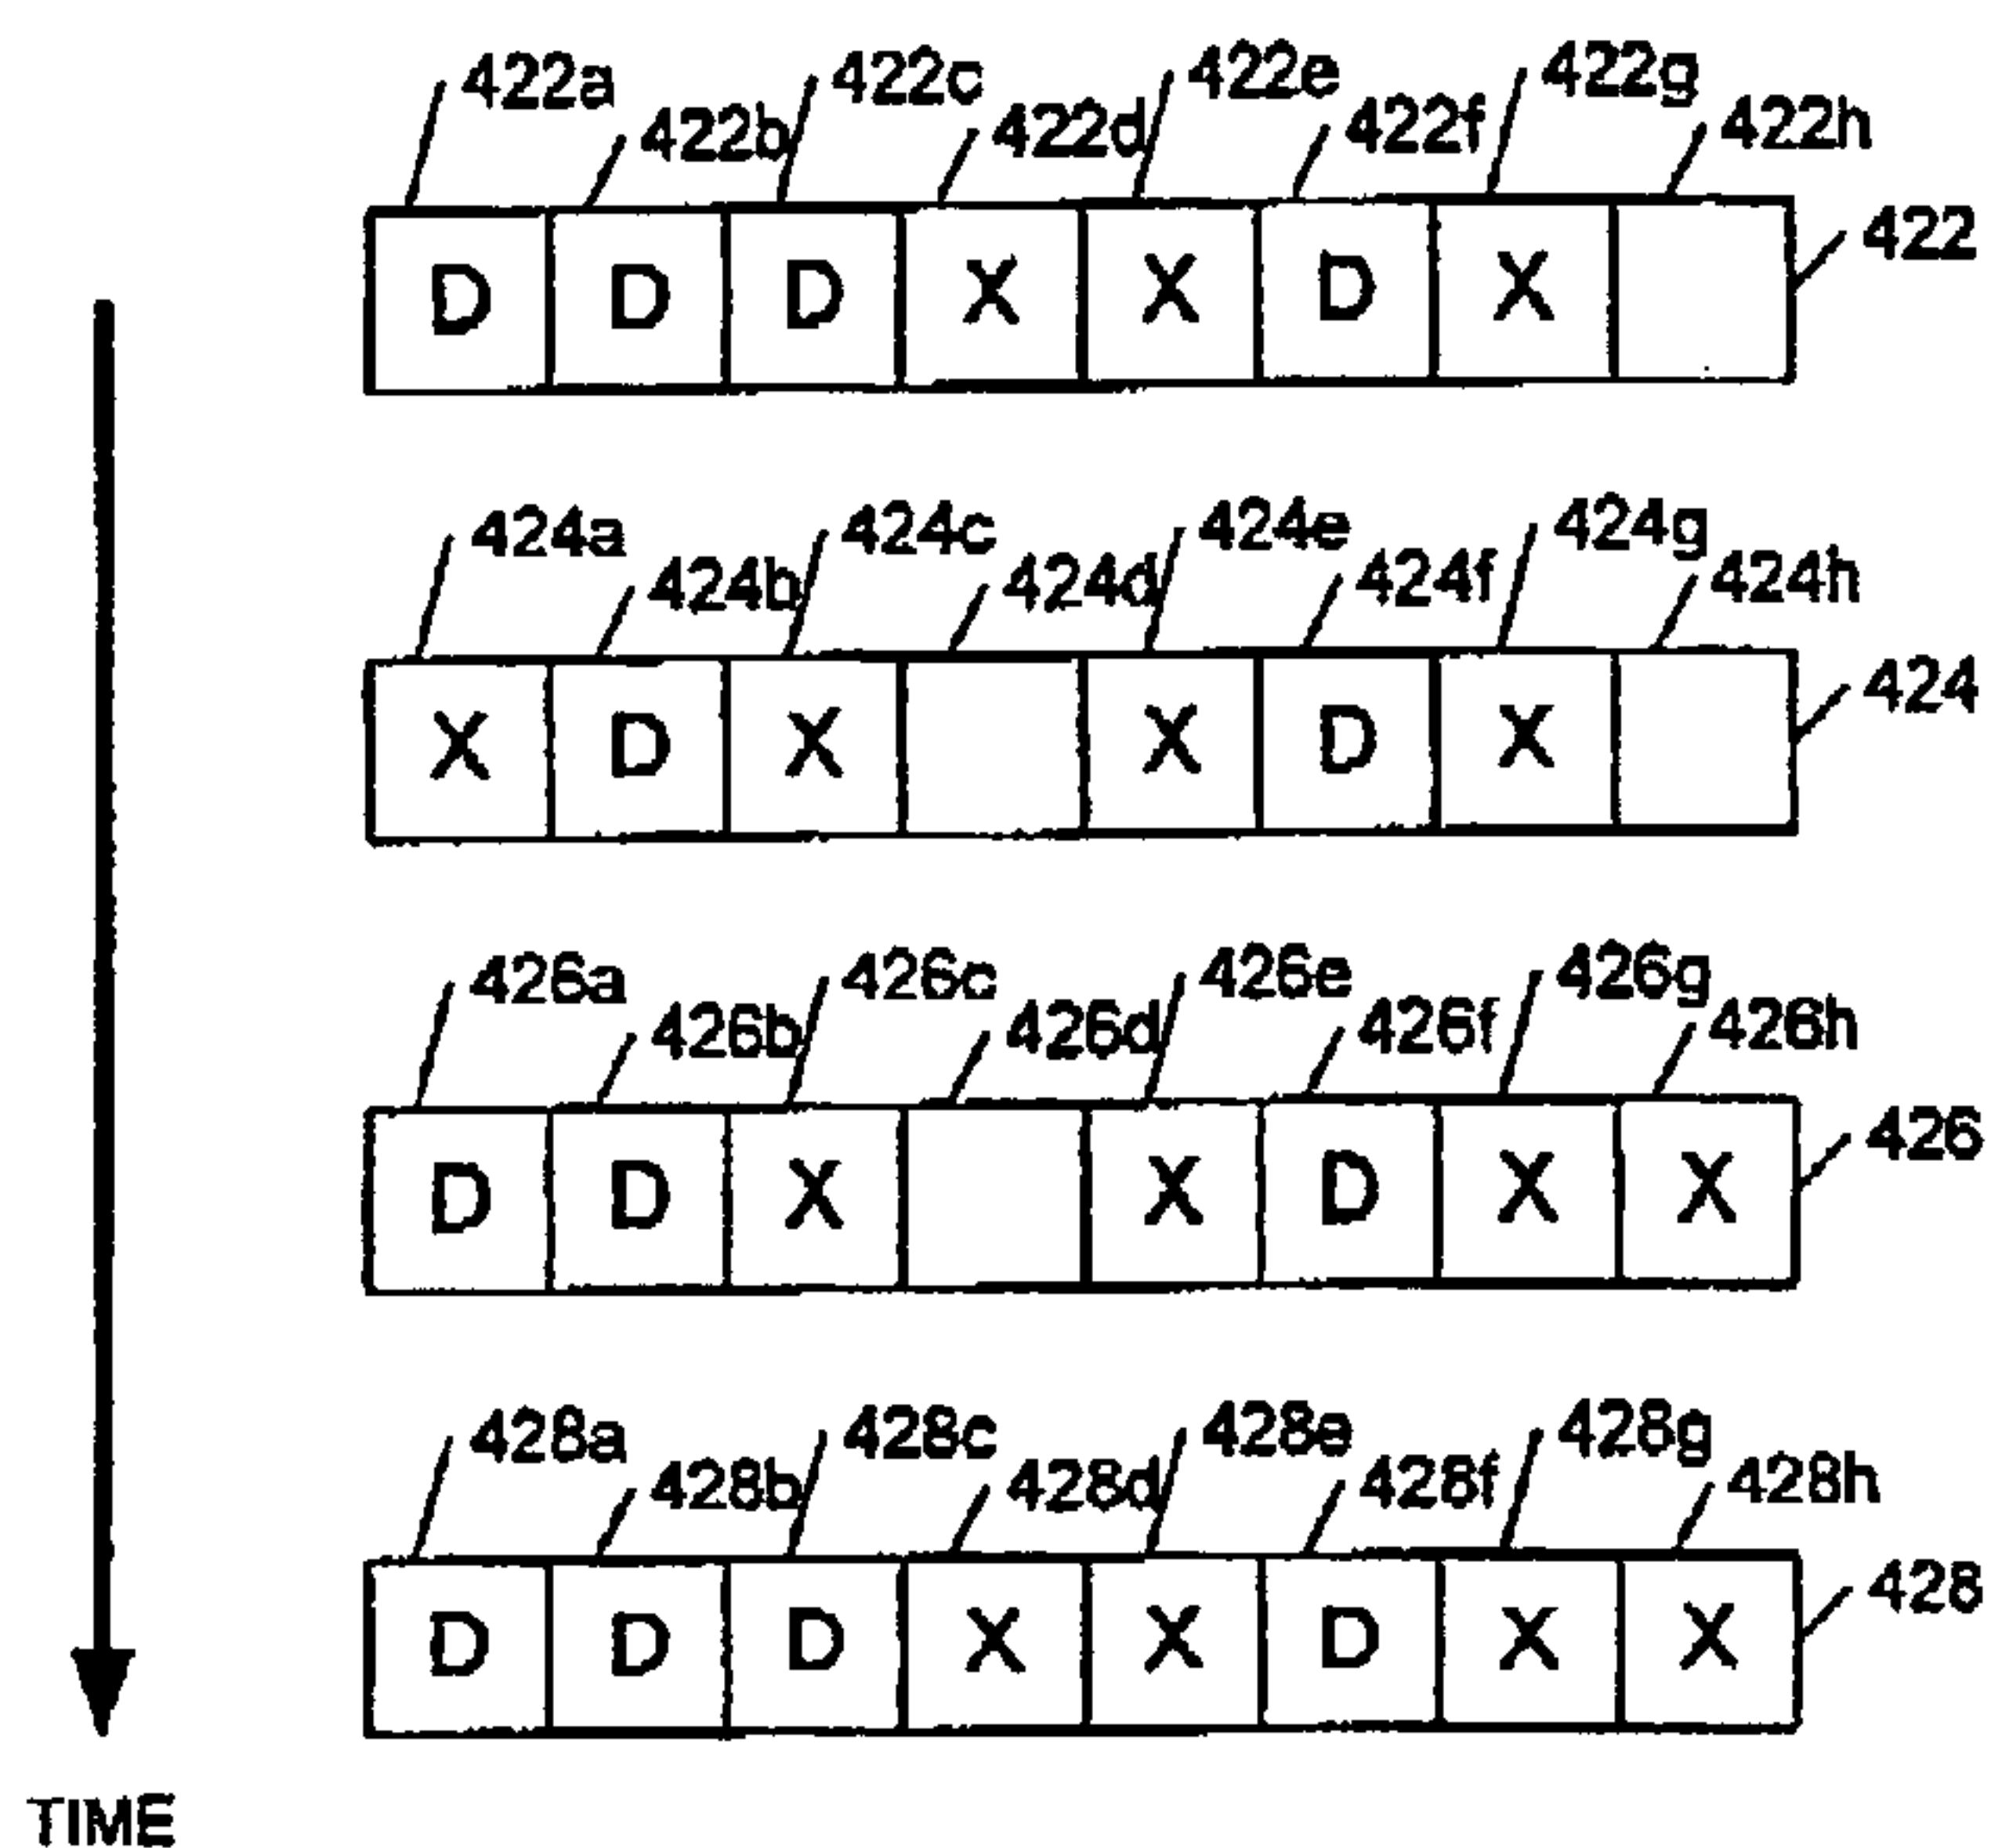 422a 422c 422e 422g
422b 422d 422f 422h
422
D D D X X D X
424a 424c 424e 424g
424b 424d 424f 424h
424
X D X X D X
426a 426c 426e 426g
426b 426d 426f 426h
426
D D X X D X X
428a 428c 428e 428g
428b 428d 428f 428h
428
D D D X X D X X
TIME